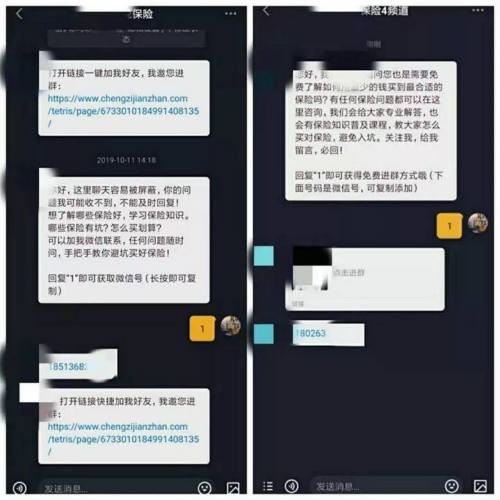 保险
态
打开链接一键加我好友，我邀您进
群：
https://www.chengzijianzhan.com
/tetris/page/6733010184991408135
/
2019-10-11 14:18
好，这里聊天容易被屏蔽，你的问
题我可能收不到，不能及时回复！
想了解哪些保险好，学习保险知识。
哪些保险有坑？怎么买划算？
可以加我微信联系，任何问题随时
问，手把手教你避坑买好保险！
回复“1”即可获取微信号（长按即可复
制）
1
185136
打开链接快捷加我好友，我邀您进
群：
https://www.chengzijianzhan.com
/tetris/page/6733010184991408135
/
发送消息...
保险4频道
刚刚
您好，我
问您也是需要免
费了解如何用最少的钱买到最合适的
保险吗？有任何保险问题都可以在这
里咨询，我们会给大家专业解答，也
会有保险知识普及课程，教大家怎么
买对保险，避免入坑。关注我，给我
留言，必回！
回复“1”即可获得免费进群方式哦（下
面号码是微信号，可复制添加）
1
点击进群
链接
180263
发送消息...